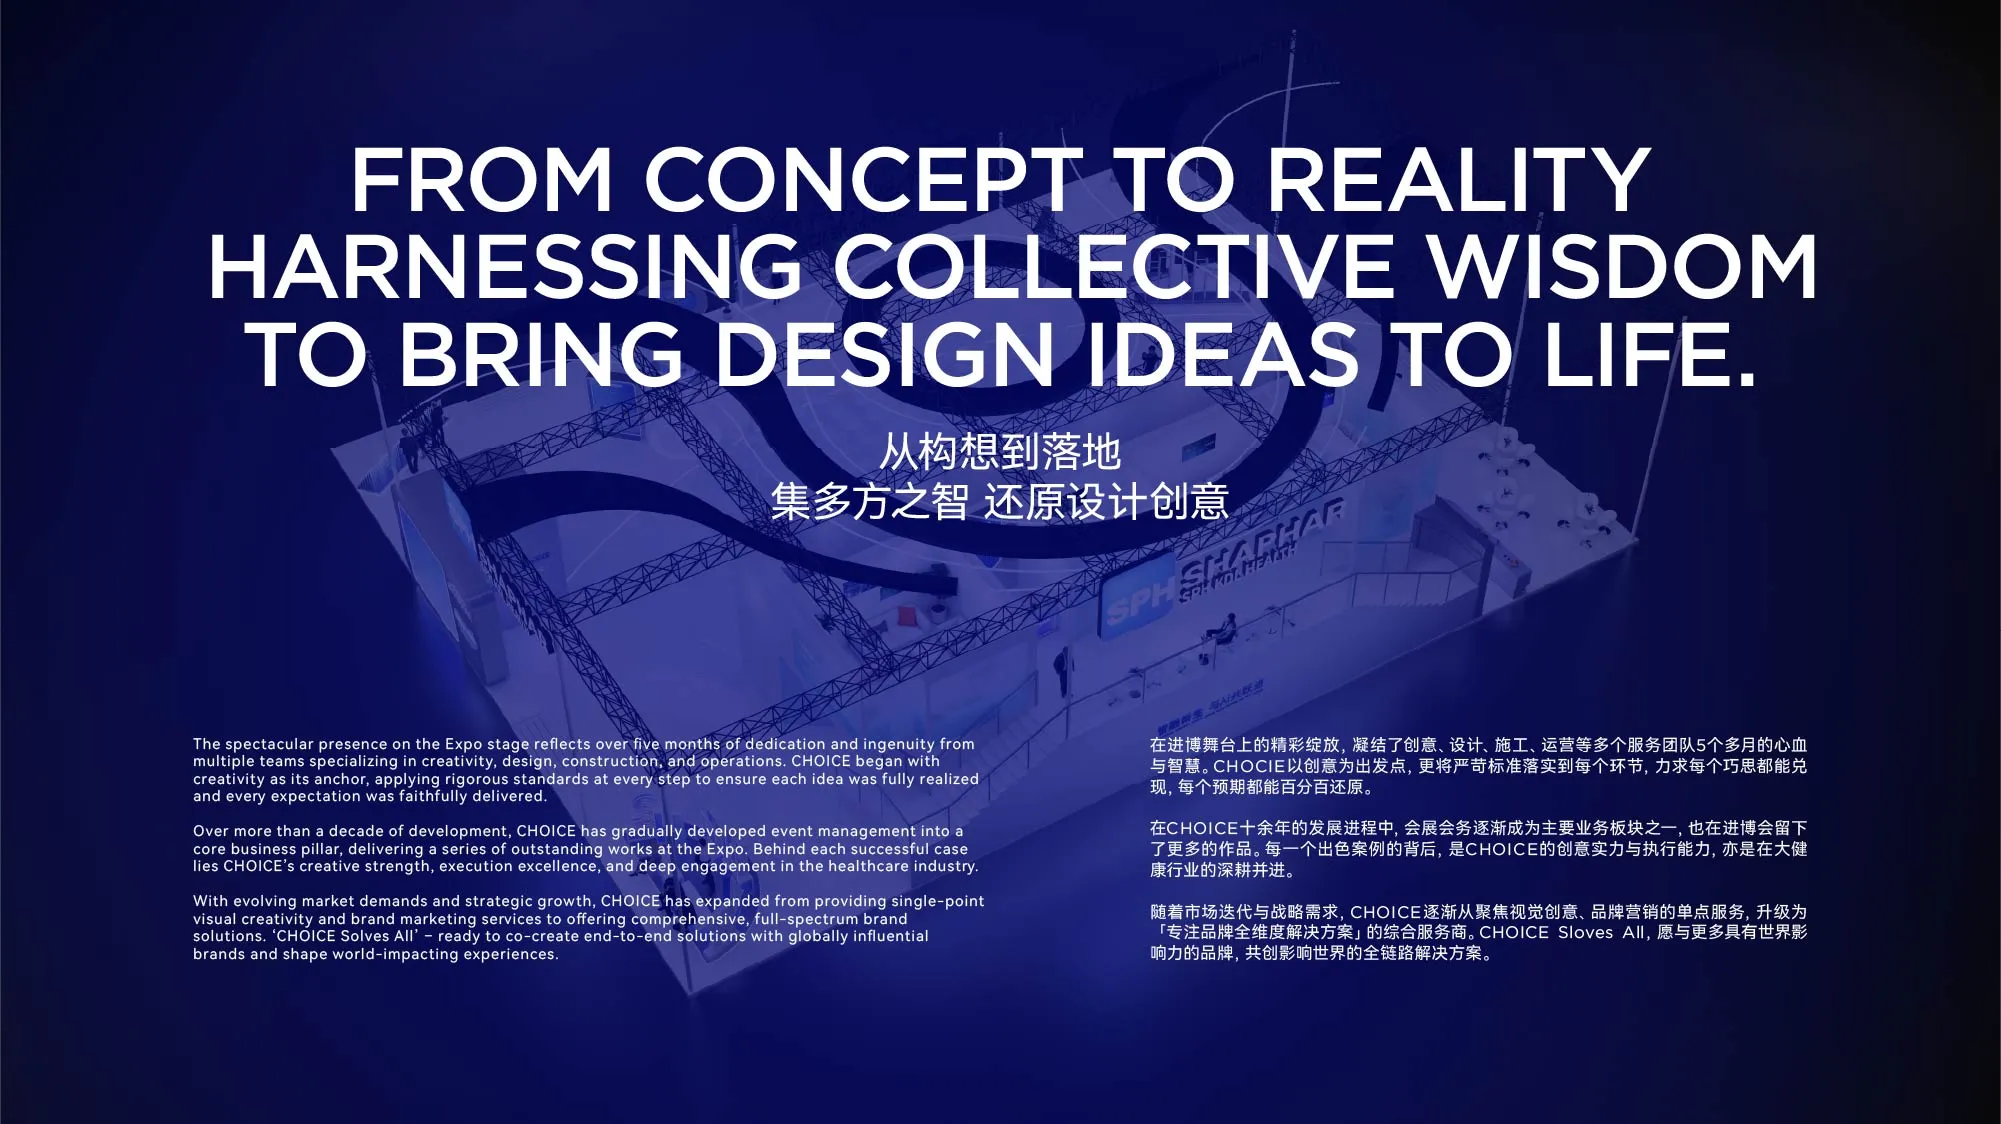 FROM CONCEPT TO REALITY
HARNESSING COLLECTIVE WISDOM
TO BRING DESIGN IDEAS TO LIFE.
从构想到落地
集多方之智 还原设计创意
SPH
SHAPHAR
SPH KDL HEALTH
The spectacular presence on the Expo stage reflects over five months of dedication and ingenuity from
multiple teams specializing in creativity, design, construction, and operations. CHOICE began with
creativity as its anchor, applying rigorous standards at every step to ensure each idea was fully realized
and every expectation was faithfully delivered.
Over more than a decade of development, CHOICE has gradually developed event management into a
core business pillar, delivering a series of outstanding works at the Expo. Behind each successful case
lies CHOICE’s creative strength, execution excellence, and deep engagement in the healthcare industry.
With evolving market demands and strategic growth, CHOICE has expanded from providing single-point
visual creativity and brand marketing services to offering comprehensive, full-spectrum brand
solutions. ‘CHOICE Solves All’ – ready to co-create end-to-end solutions with globally influential
brands and shape world-impacting experiences.
在进博舞台上的精彩绽放, 凝结了创意、设计、施工、运营等多个服务团队5个多月的心血
与智慧。CHOCIE以创意为出发点, 更将严苛标准落实到每个环节, 力求每个巧思都能兑
现, 每个预期都能百分百还原。
在CHOICE十余年的发展进程中, 会展会务逐渐成为主要业务板块之一, 也在进博会留下
了更多的作品。每一个出色案例的背后, 是CHOICE的创意实力与执行能力, 亦是在大健
康行业的深耕并进。
随着市场迭代与战略需求, CHOICE逐渐从聚焦视觉创意、品牌营销的单点服务, 升级为
「专注品牌全维度解决方案」的综合服务商。CHOICE Sloves All, 愿与更多具有世界影
响力的品牌, 共创影响世界的全链路解决方案。